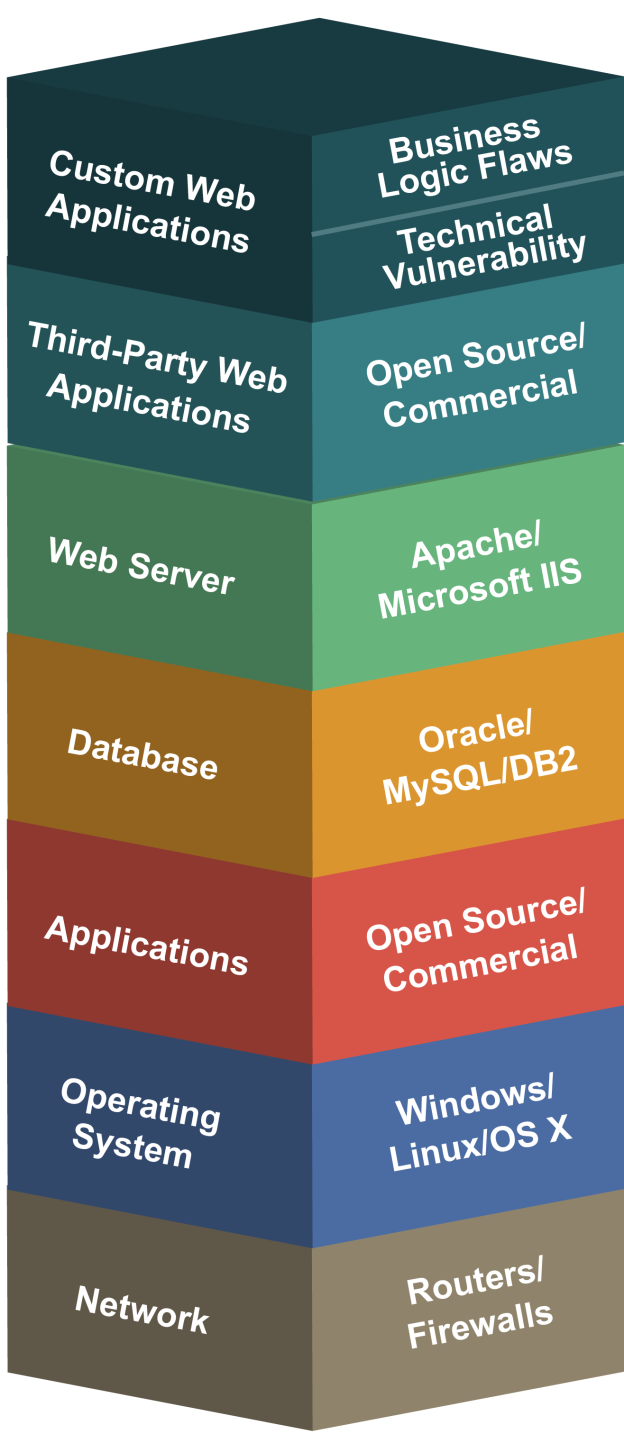 Custom Web
Applications
Business
Logic Flaws
Technical
Vulnerability
Third-Party Web
Applications
Open Source/
Commercial
Web Server
Apache/
Microsoft IIS
Database
Oracle/
MySQL/DB2
Applications
Open Source/
Commercial
Operating
System
Windows/
Linux/OS X
Network
Routers/
Firewalls